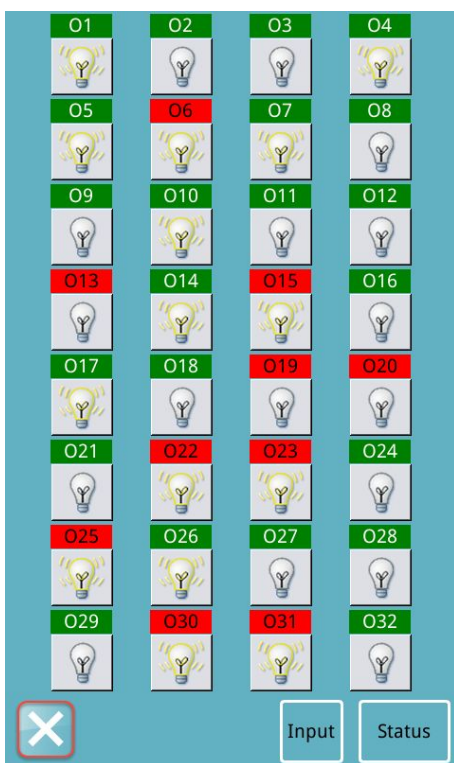 O1 O2 O3 O4
O5 O6 O7 O8
O9 O10 O11 O12
O13 O14 O15 O16
O17 O18 O19 O20
O21 O22 O23 O24
O25 O26 O27 O28
O29 O30 O31 O32
Input Status